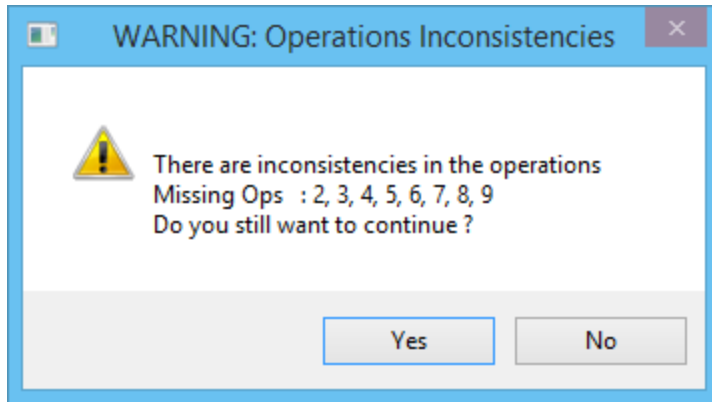 WARNING: Operations Inconsistencies
There are inconsistencies in the operations
Missing Ops : 2, 3, 4, 5, 6, 7, 8, 9
Do you still want to continue ?
Yes No